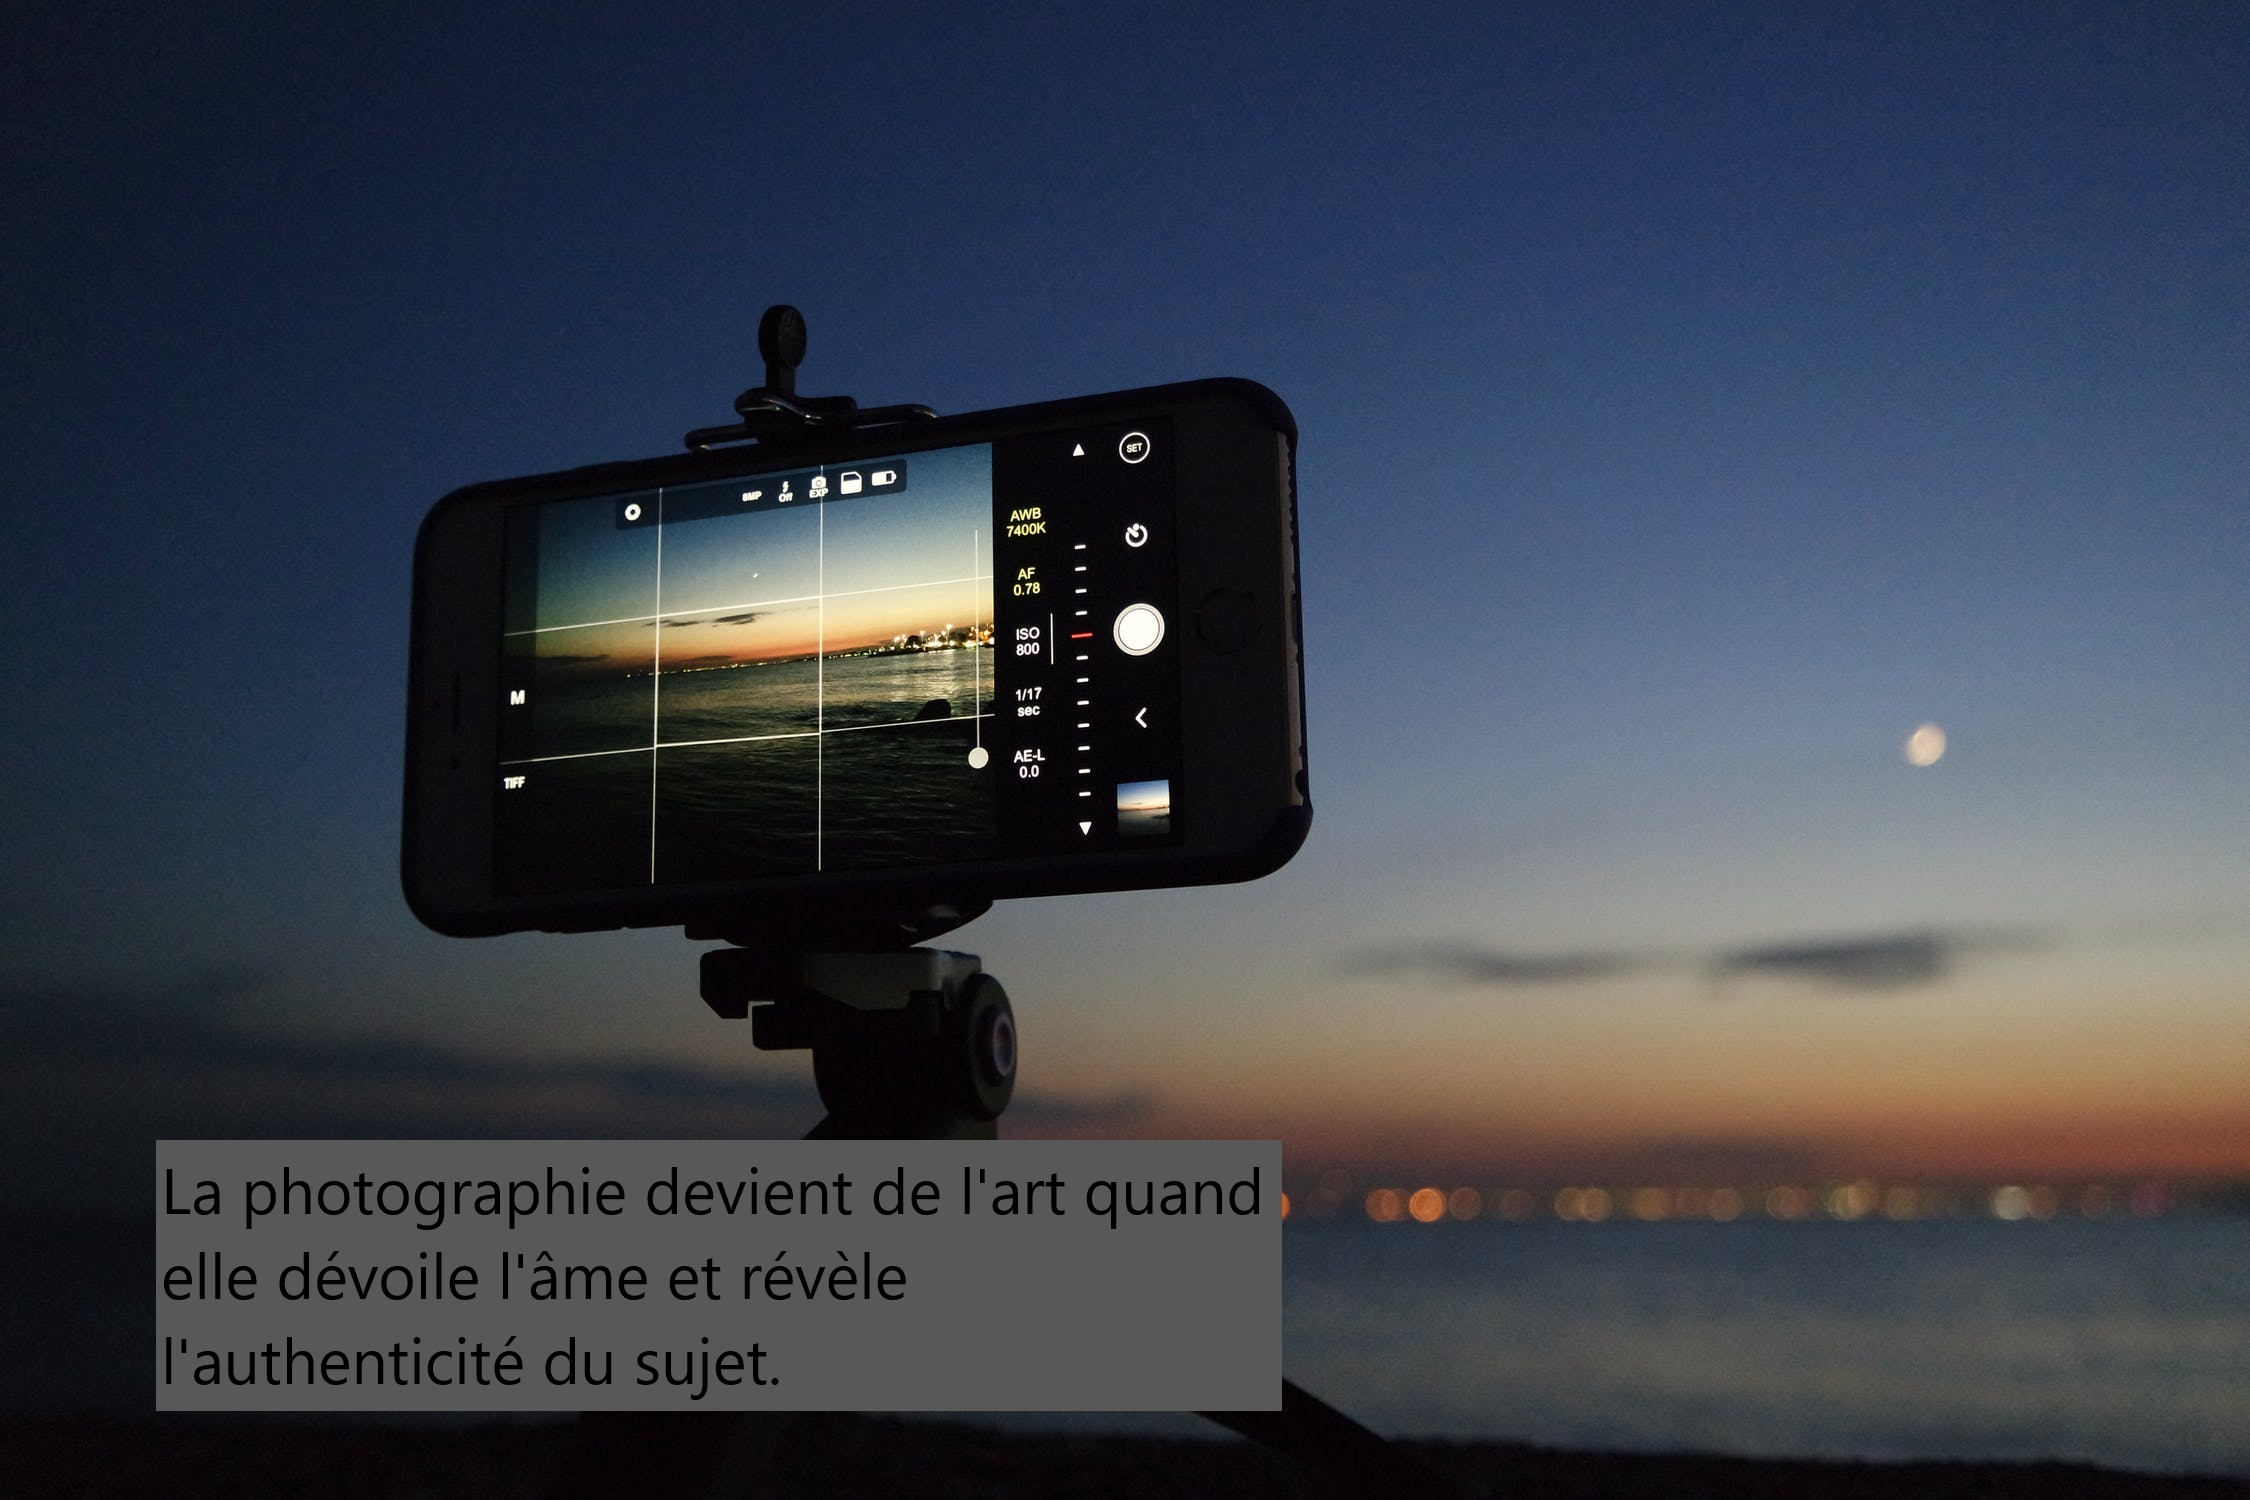 8MP Off EXP
SET
AWB
7400K
AF
0.78
ISO
800
1/17
sec
AE-L
0.0
M
TIFF
La photographie devient de l'art quand
elle dévoile l'âme et révèle
l'authenticité du sujet.